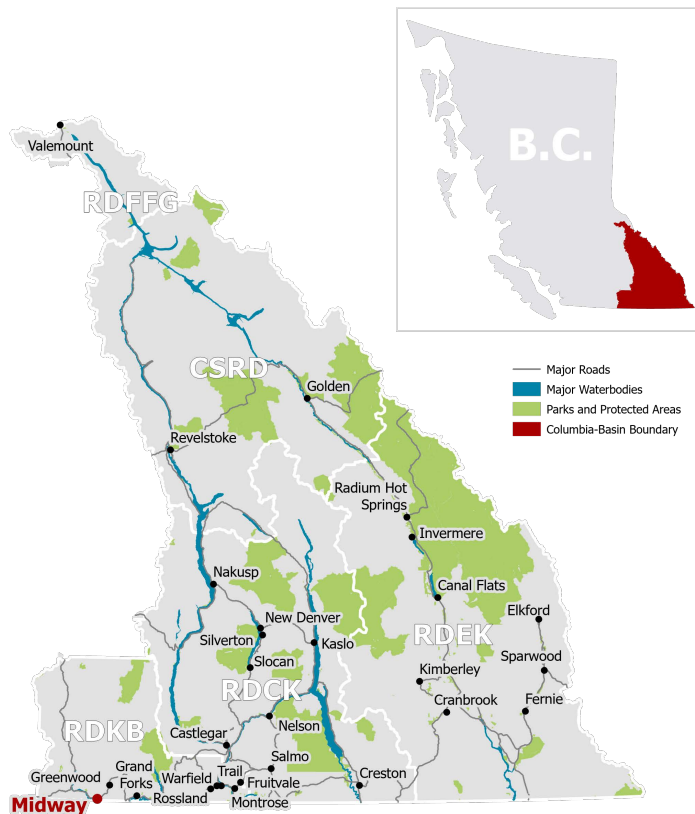 B.C.
Valemount
RDFFG
CSRD
Golden
Revelstoke
Major Roads
Major Waterbodies
Parks and Protected Areas
Columbia-Basin Boundary
Radium Hot
Springs
Invermere
Nakusp
Canal Flats
New Denver
Elkford
Silverton
Kaslo
RDEK
Slocan
Sparwood
Kimberley
RDCK
Cranbrook
Fernie
RDKB
Nelson
Castlegar
Salmo
Greenwood
Grand
Forks
Warfield
Trail
Fruitvale
Creston
Rossland
Montrose
Midway